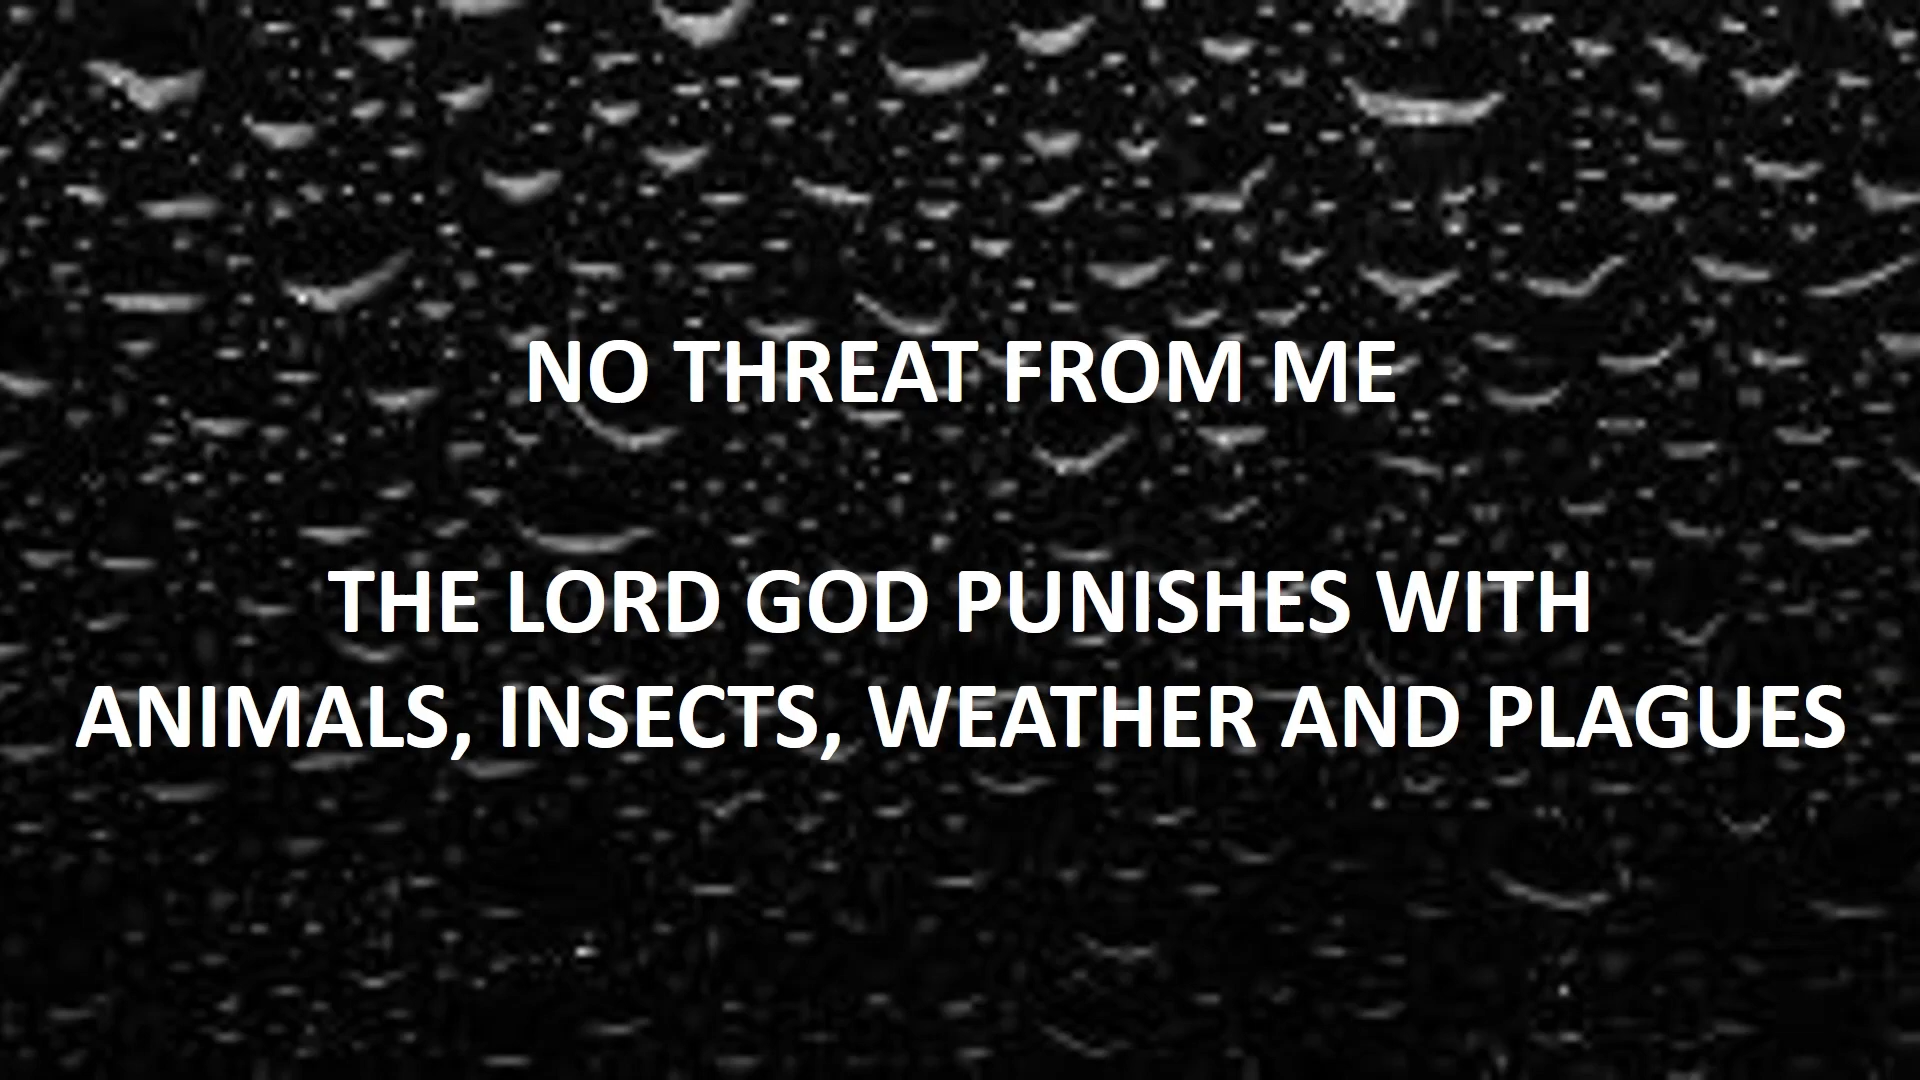 NO THREAT FROM ME
THE LORD GOD PUNISHES WITH
ANIMALS, INSECTS, WEATHER AND PLAGUES